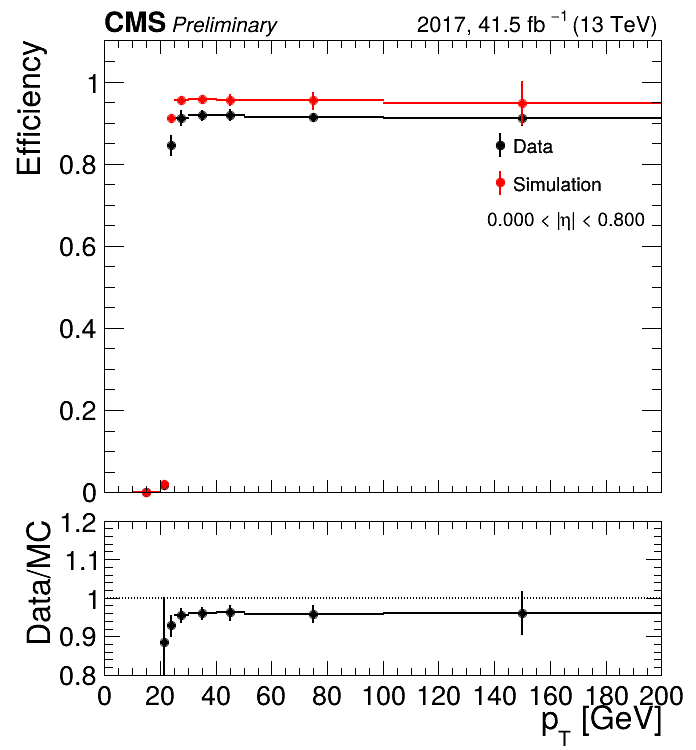 CMS Preliminary 2017, 41.5 fb⁻¹ (13 TeV)
Efficiency
1
0.8
0.6
0.4
0.2
0
Data
Simulation
0.000 < |η| < 0.800
Data/MC
1.2
1.1
1
0.9
0.8
0 20 40 60 80 100 120 140 160 180 200
p_T [GeV]